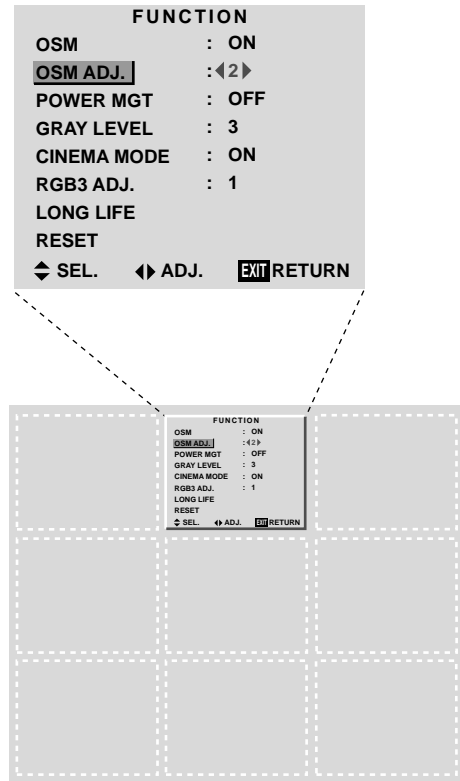 FUNCTION
OSM : ON
OSM ADJ. : 2
POWER MGT : OFF
GRAY LEVEL : 3
CINEMA MODE : ON
RGB3 ADJ. : 1
LONG LIFE
RESET
SEL. ADJ. EXIT RETURN
FUNCTION
OSM : ON
OSM ADJ. : 2
POWER MGT : OFF
GRAY LEVEL : 3
CINEMA MODE : ON
RGB3 ADJ. : 1
LONG LIFE
RESET
SEL. ADJ. EXIT RETURN